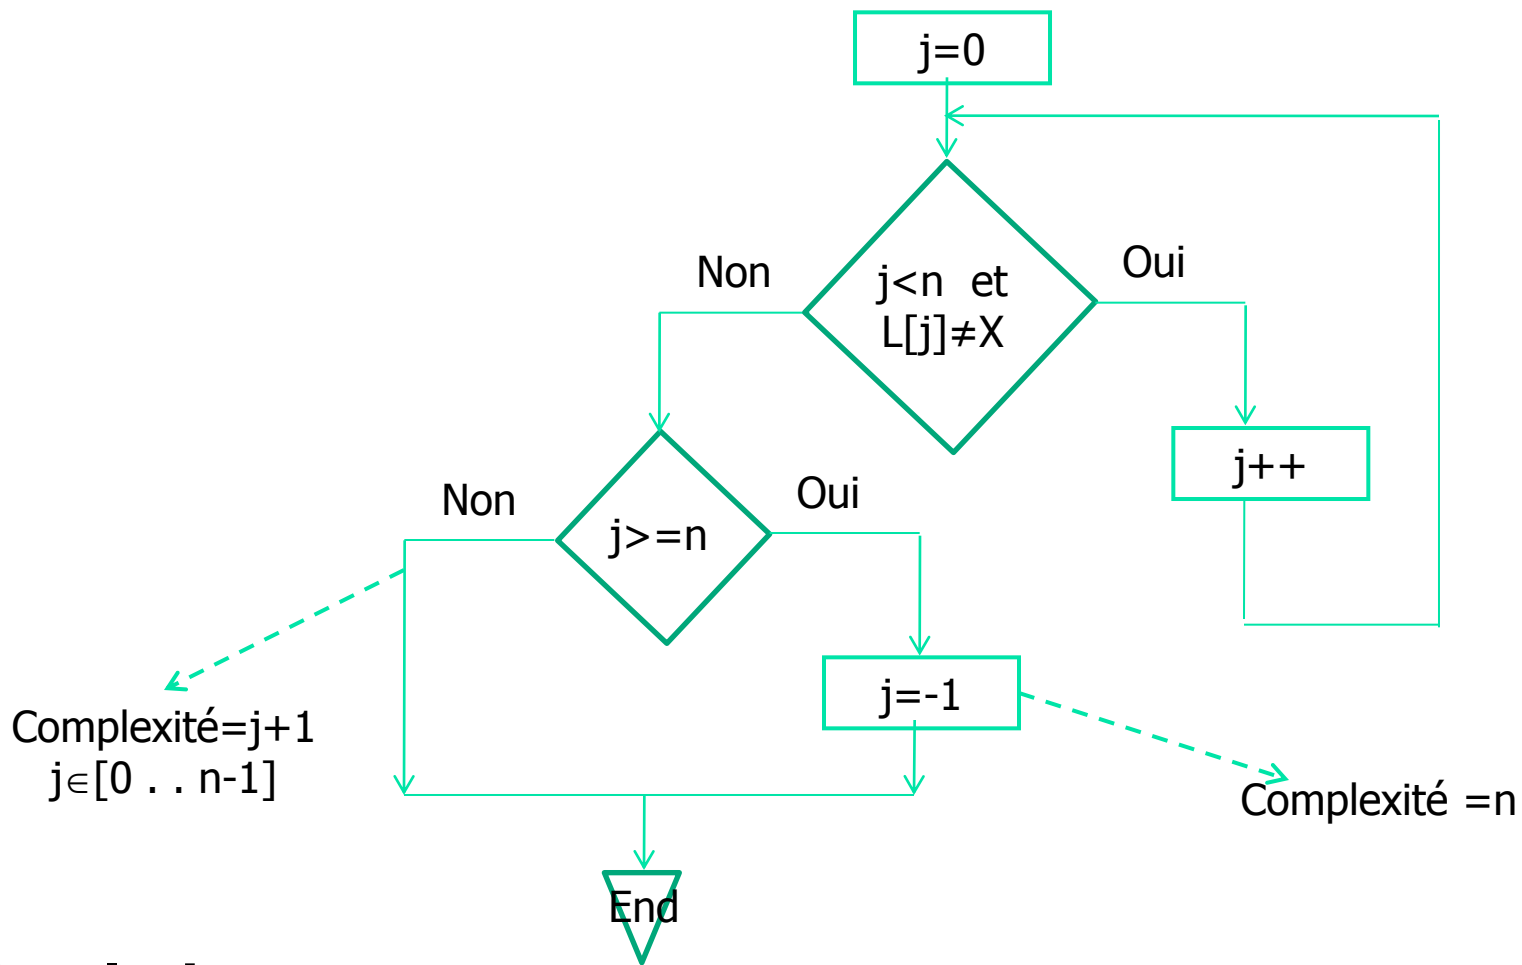 j=0
Non
Oui
j<n et
L[j]≠X
j++
Non
Oui
j>=n
j=-1
Complexité=j+1
j∈[0 . . n-1]
Complexité =n
End